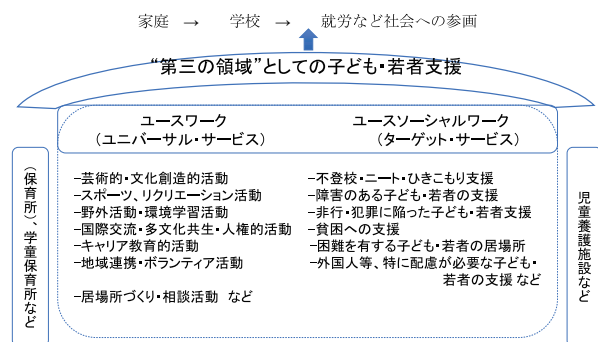 家庭 → 学校 → 就労など社会への参画
“第三の領域”としての子ども・若者支援
ユースワーク
(ユニバーサル・サービス)
ユースソーシャルワーク
(ターゲット・サービス)
(保育所)、学童保育所など
−芸術的・文化創造的活動
−スポーツ、リクリエーション活動
−野外活動・環境学習活動
−国際交流・多文化共生・人権的活動
−キャリア教育的活動
−地域連携・ボランティア活動
−居場所づくり・相談活動 など
−不登校・ニート・ひきこもり支援
−障害のある子ども・若者の支援
−非行・犯罪に陥った子ども・若者支援
−貧困への支援
−困難を有する子ども・若者の居場所
−外国人等、特に配慮が必要な子ども・
若者の支援 など
児童養護施設など